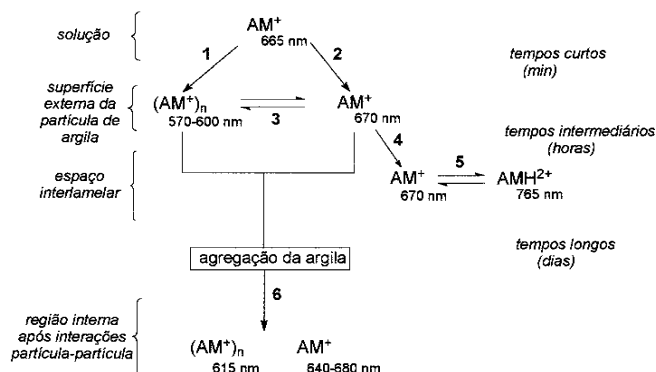 solução
AM⁺
665 nm
1
2
tempos curtos
(min)
superfície
externa da
partícula de
argila
(AM⁺)ₙ
570-600 nm
3
AM⁺
670 nm
4
tempos intermediários
(horas)
espaço
interlamelar
AM⁺
670 nm
5
AMH²⁺
765 nm
tempos longos
(dias)
agregação da argila
6
região interna
após interações
partícula-partícula
(AM⁺)ₙ
615 nm
AM⁺
640-680 nm